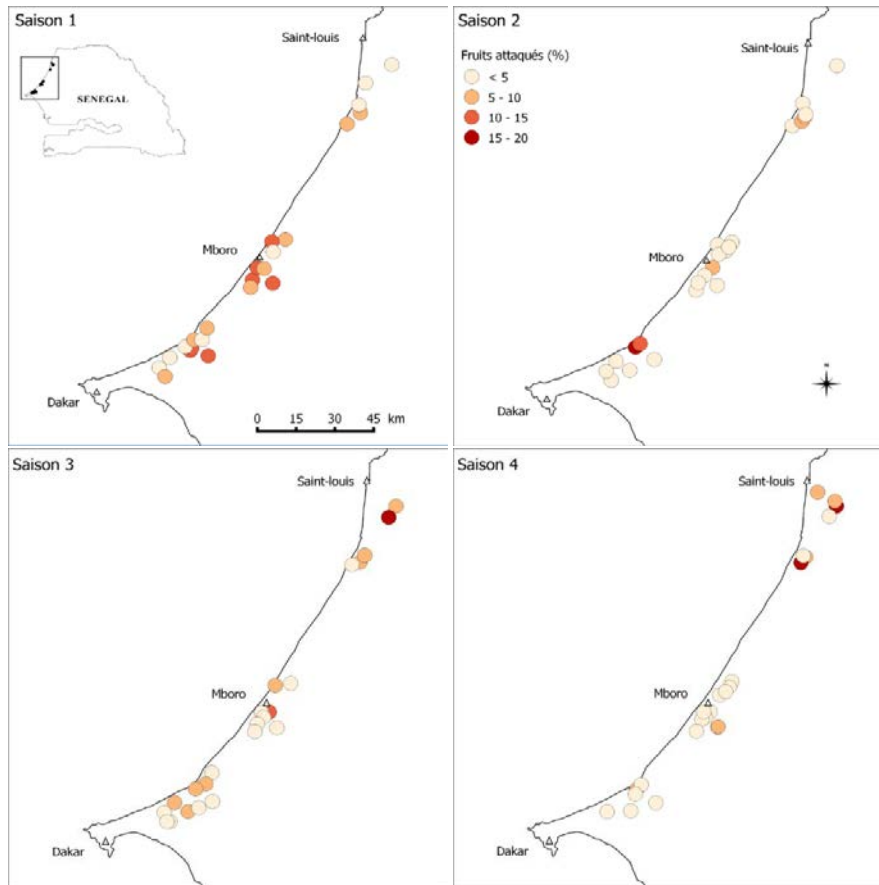 Saison 1
Saint-louis
SENEGAL
Mboro
Dakar
0 15 30 45 km
Saison 2
Saint-louis
Fruits attaqués (%)
< 5
5 - 10
10 - 15
15 - 20
Mboro
N
Dakar
Saison 3
Saint-louis
Mboro
Dakar
Saison 4
Saint-louis
Mboro
Dakar